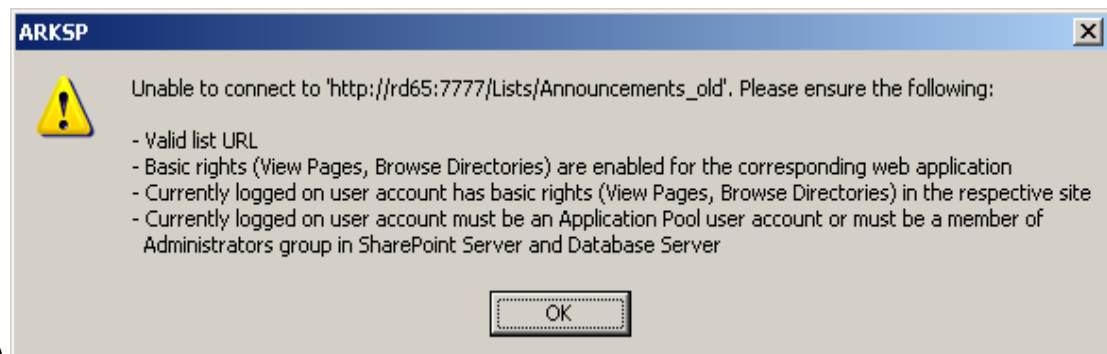 ARKSP
Unable to connect to 'http://rd65:7777/Lists/Announcements_old'. Please ensure the following:
- Valid list URL
- Basic rights (View Pages, Browse Directories) are enabled for the corresponding web application
- Currently logged on user account has basic rights (View Pages, Browse Directories) in the respective site
- Currently logged on user account must be an Application Pool user account or must be a member of
Administrators group in SharePoint Server and Database Server
OK